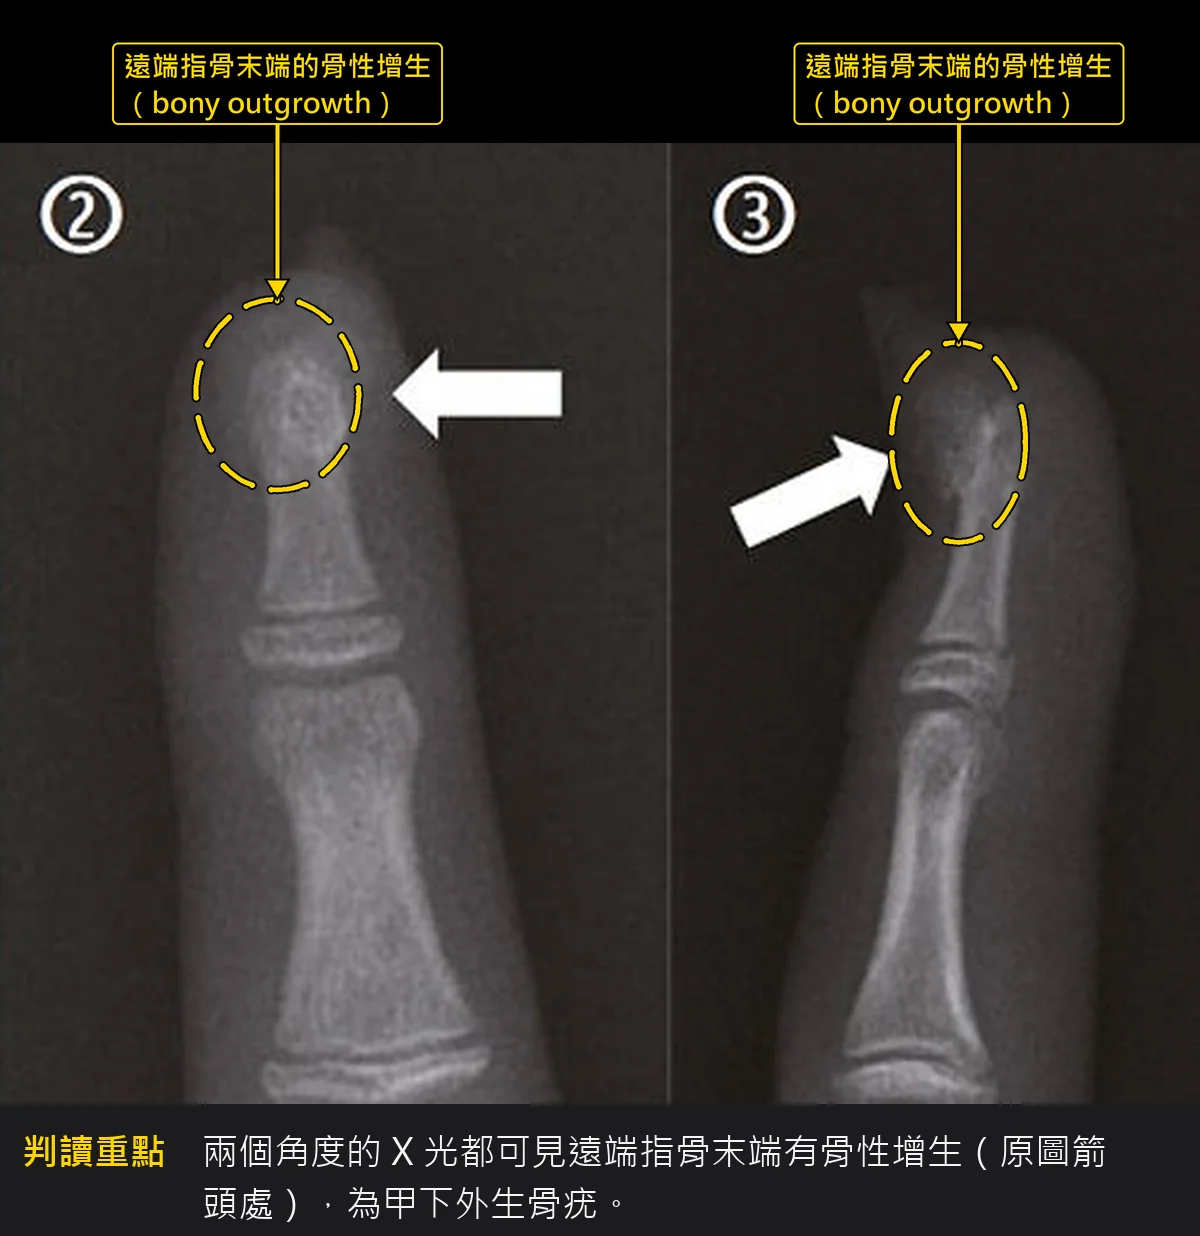 遠端指骨末端的骨性增生
（bony outgrowth）
遠端指骨末端的骨性增生
（bony outgrowth）
②
③
判讀重點
兩個角度的 X 光都可見遠端指骨末端有骨性增生（原圖箭
頭處），為甲下外生骨疣。